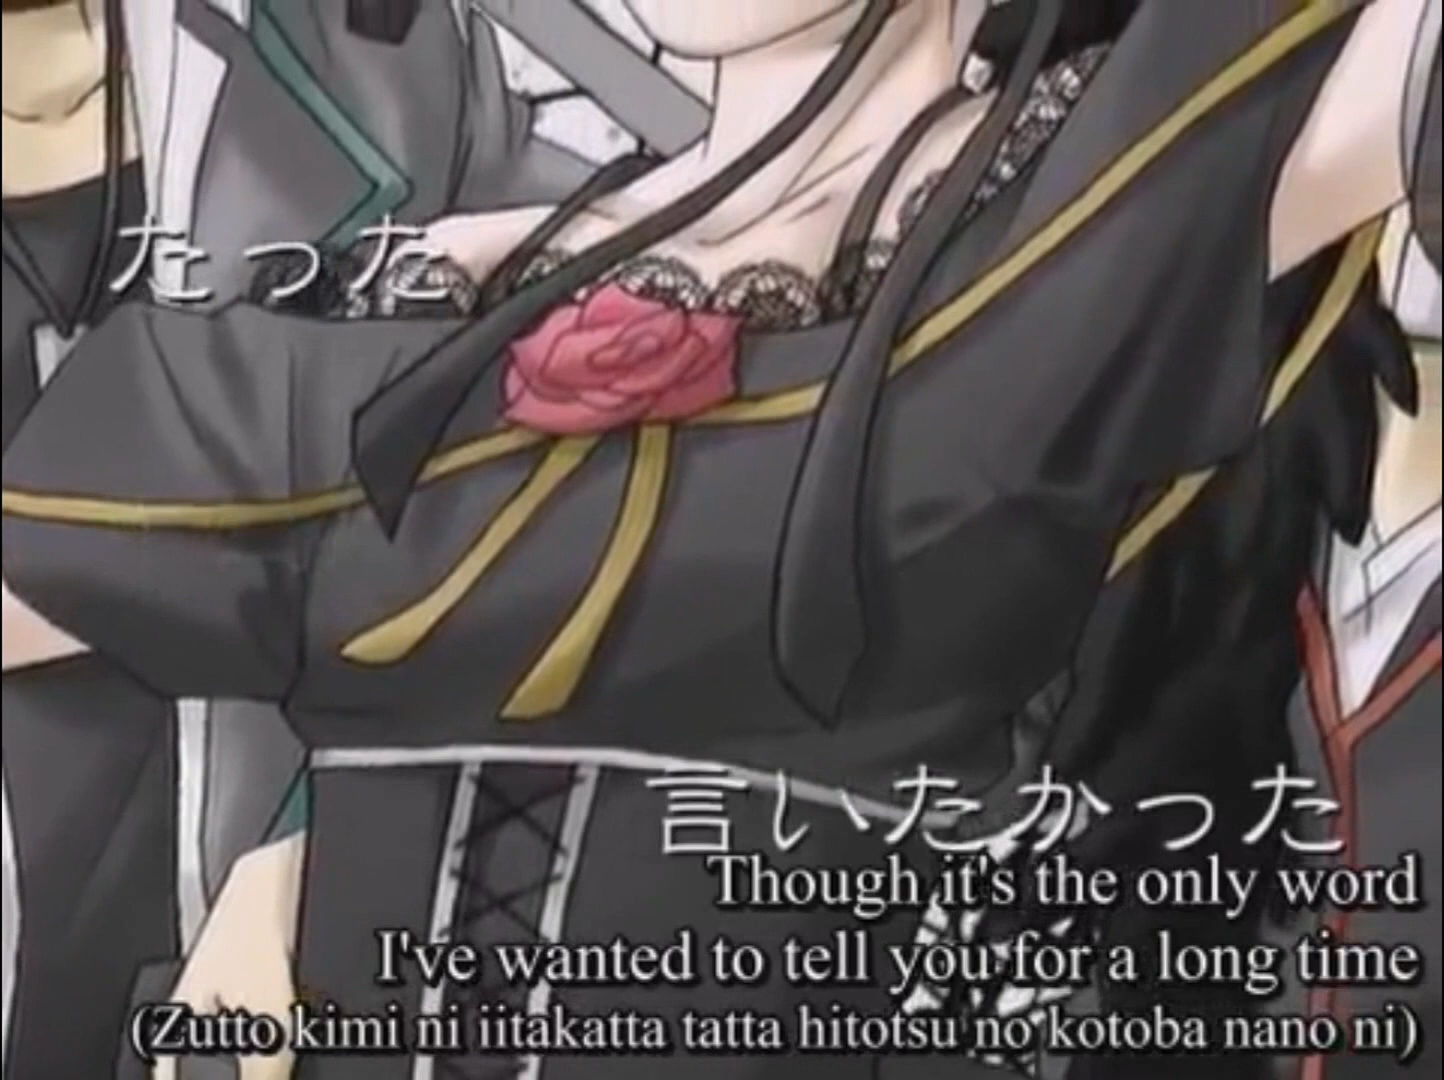 たった
言いたかった
Though it's the only word
I've wanted to tell you for a long time
(Zutto kimi ni iitakatta tatta hitotsu no kotoba nano ni)